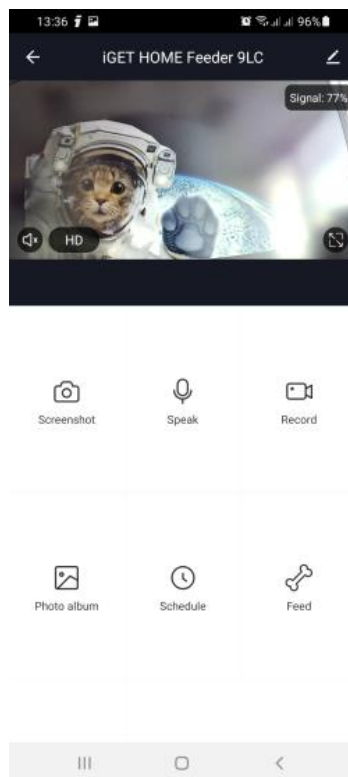 13:36 96%
iGET HOME Feeder 9LC
Signal: 77%
HD
Screenshot Speak Record
Photo album Schedule Feed